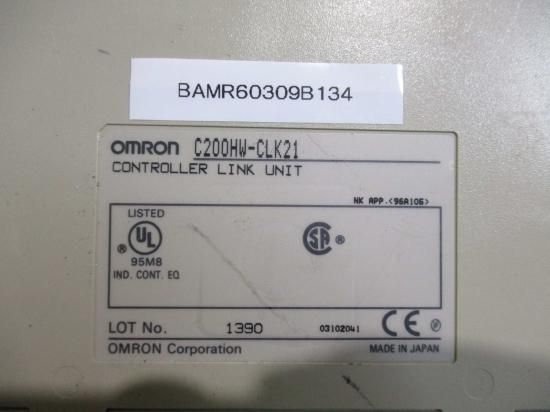 BAMR60309B134
OMRON C200HW-CLK21
CONTROLLER LINK UNIT
NK APP.<96A106>
LISTED
UL ®
SA ®
95M8
IND. CONT. EQ.
LOT No. 1390 03102041 CE
OMRON Corporation MADE IN JAPAN